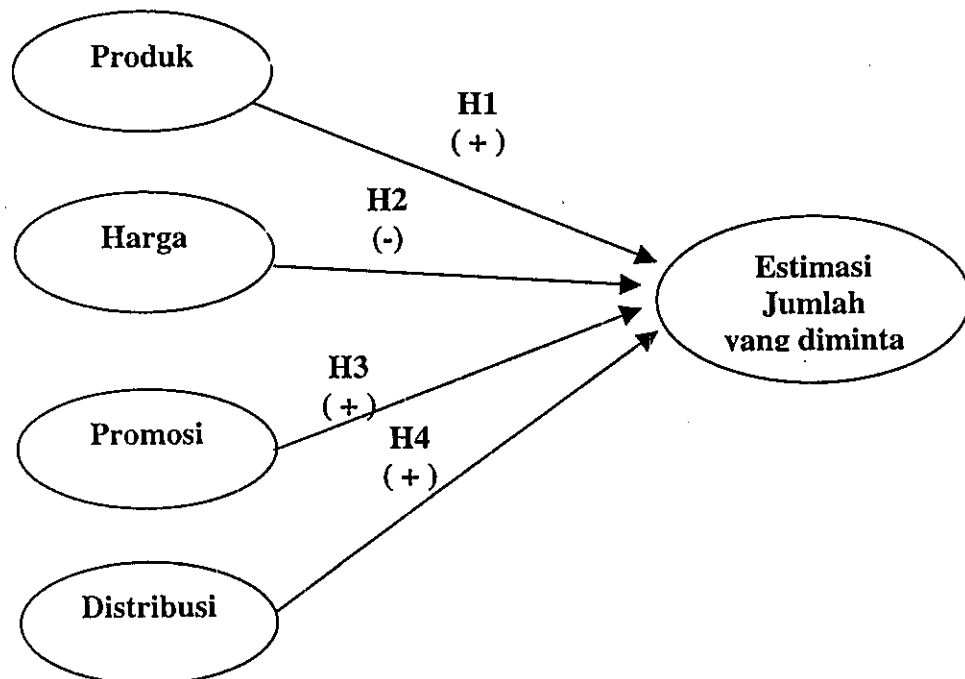 Produk
H1
( + )
H2
(-)
Harga
Estimasi
Jumlah
yang diminta
H3
( + )
Promosi
H4
( + )
Distribusi